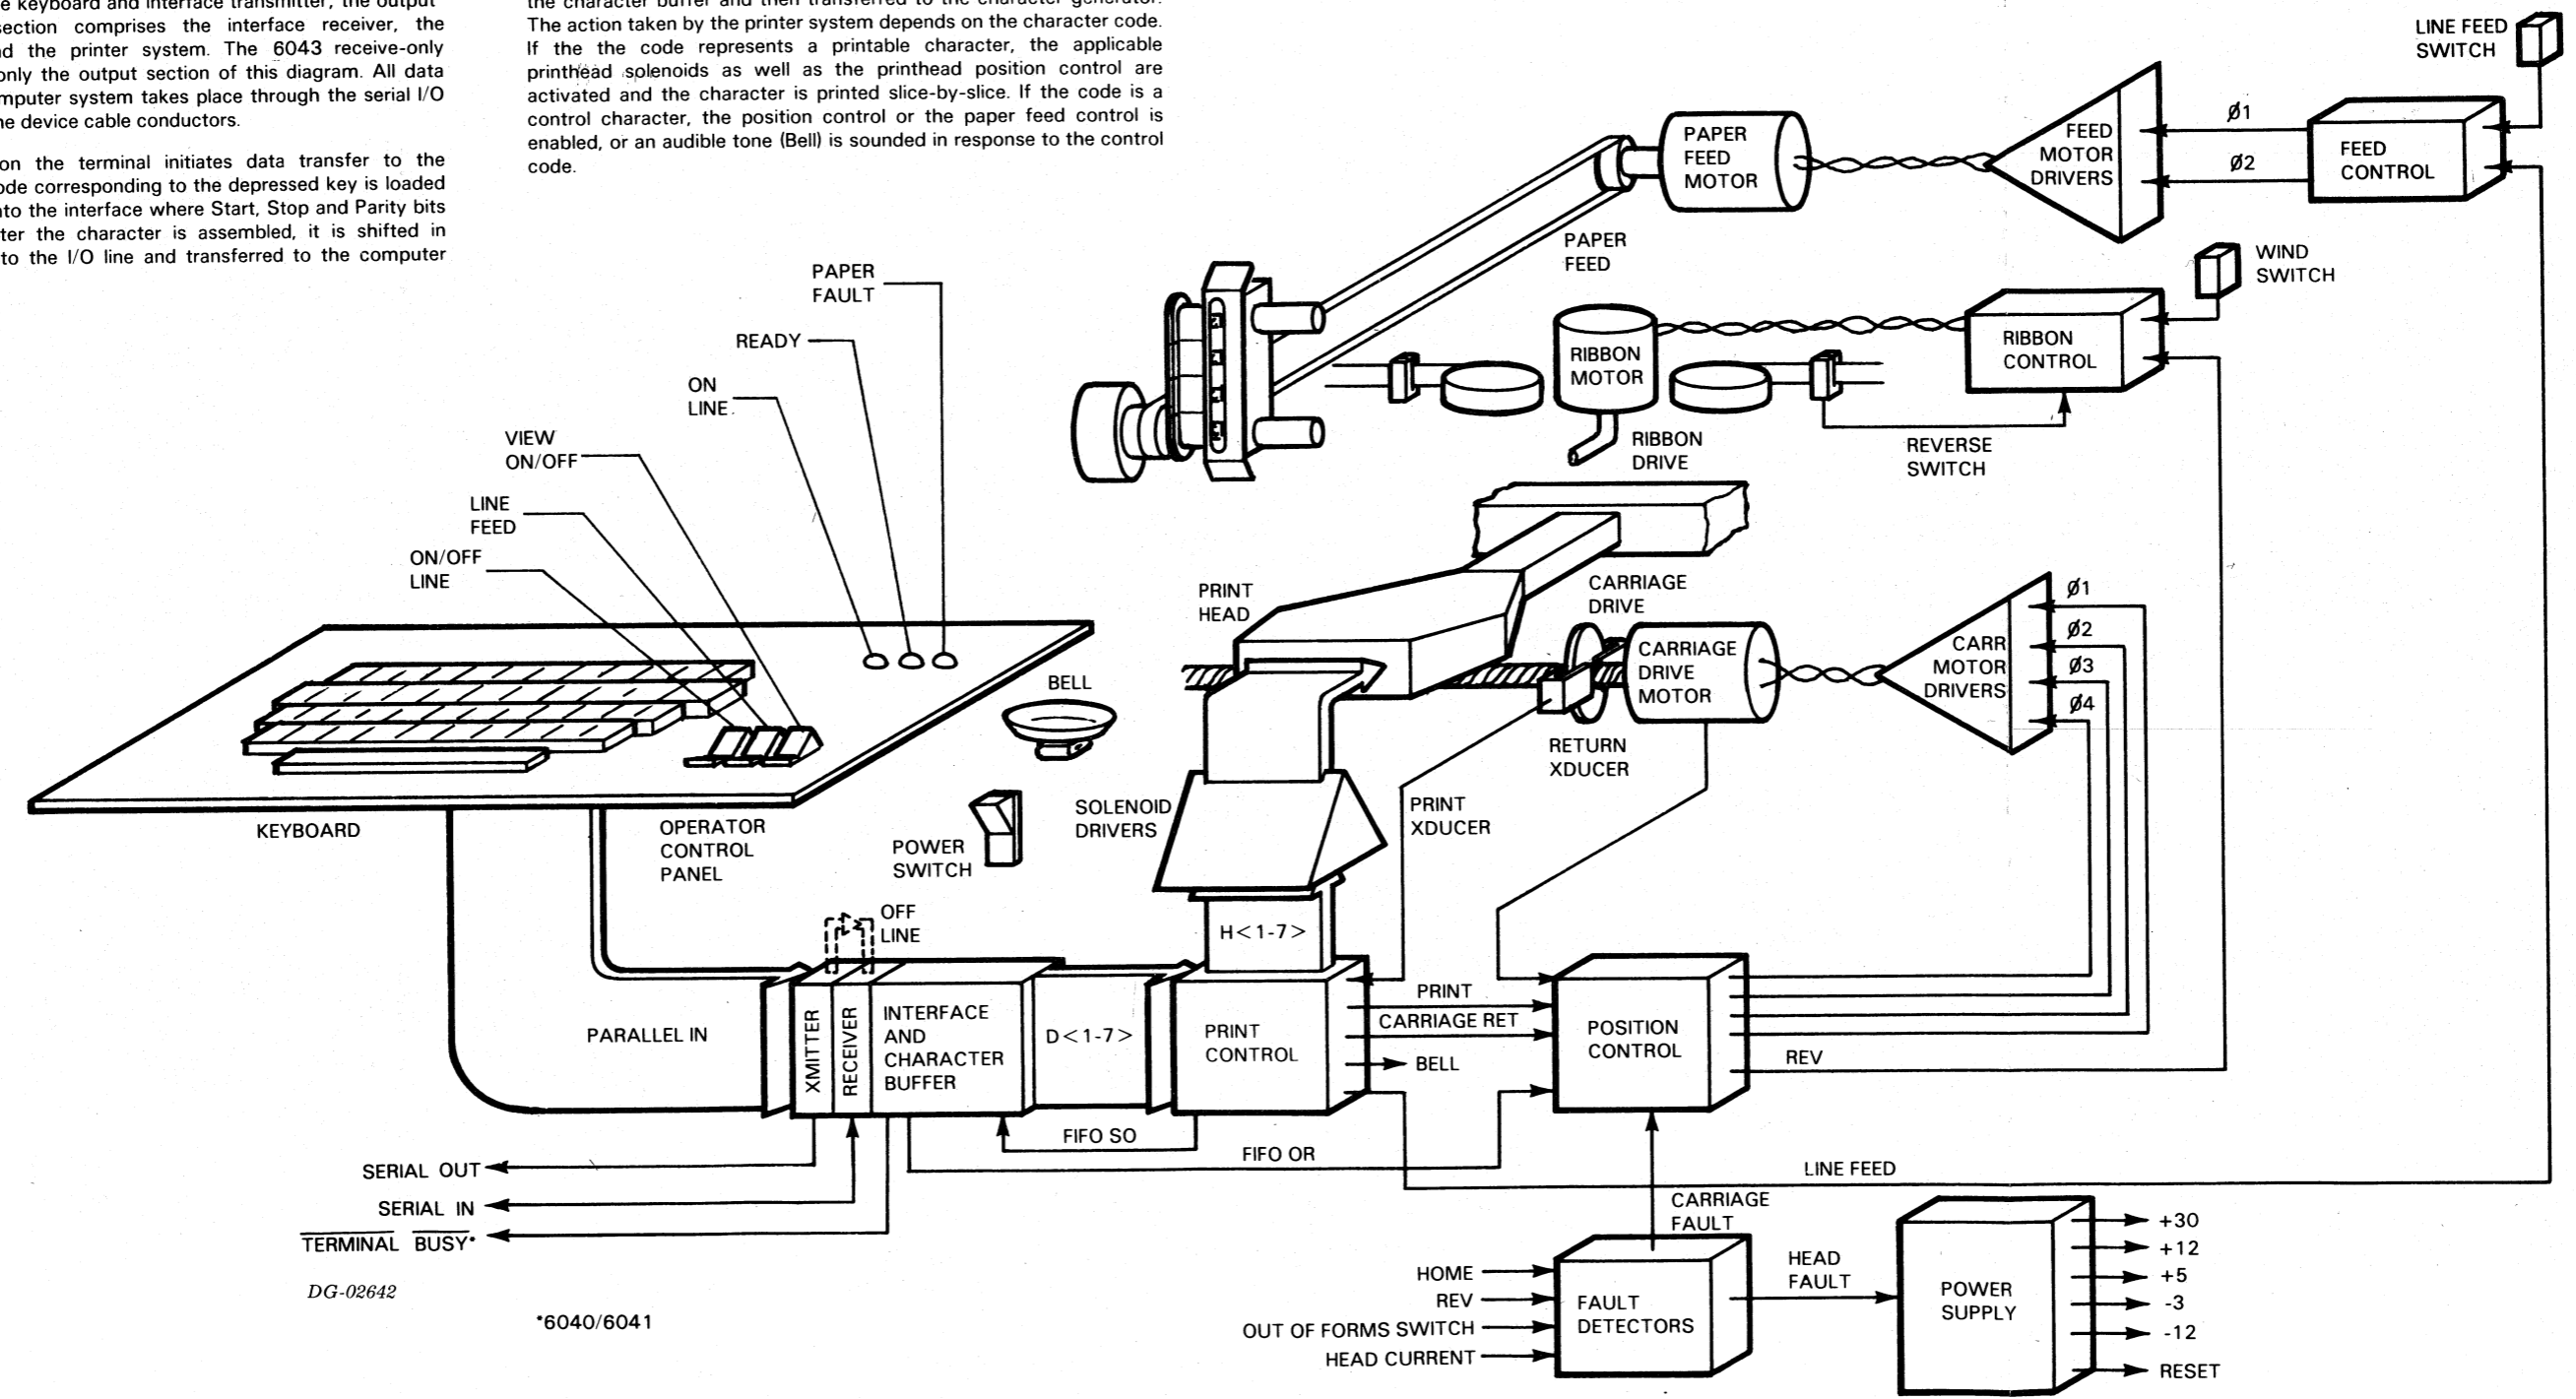 e keyboard and interface transmitter, the output
section comprises the interface receiver, the
nd the printer system. The 6043 receive-only
only the output section of this diagram. All data
mputer system takes place through the serial I/O
he device cable conductors.
on the terminal initiates data transfer to the
ode corresponding to the depressed key is loaded
nto the interface where Start, Stop and Parity bits
ter the character is assembled, it is shifted in
to the I/O line and transferred to the computer
the character buffer and then transferred to the character generator.
The action taken by the printer system depends on the character code.
If the the code represents a printable character, the applicable
printhead solenoids as well as the printhead position control are
activated and the character is printed slice-by-slice. If the code is a
control character, the position control or the paper feed control is
enabled, or an audible tone (Bell) is sounded in response to the control
code.
LINE FEED
SWITCH
PAPER
FEED
MOTOR
FEED
MOTOR
DRIVERS
Ø1
Ø2
FEED
CONTROL
PAPER
FEED
WIND
SWITCH
RIBBON
MOTOR
RIBBON
CONTROL
RIBBON
DRIVE
REVERSE
SWITCH
PAPER
FAULT
READY
ON
LINE
VIEW
ON/OFF
LINE
FEED
ON/OFF
LINE
PRINT
HEAD
CARRIAGE
DRIVE
CARRIAGE
DRIVE
MOTOR
CARR
MOTOR
DRIVERS
Ø1
Ø2
Ø3
Ø4
BELL
RETURN
XDUCER
PRINT
XDUCER
SOLENOID
DRIVERS
KEYBOARD
OPERATOR
CONTROL
PANEL
POWER
SWITCH
OFF
LINE
H<1-7>
PARALLEL IN
XMITTER
RECEIVER
INTERFACE
AND
CHARACTER
BUFFER
D<1-7>
PRINT
CONTROL
PRINT
CARRIAGE RET
BELL
POSITION
CONTROL
REV
FIFO SO
FIFO OR
LINE FEED
SERIAL OUT
SERIAL IN
TERMINAL BUSY*
DG-02642
*6040/6041
CARRIAGE
FAULT
HOME
REV
OUT OF FORMS SWITCH
HEAD CURRENT
FAULT
DETECTORS
HEAD
FAULT
POWER
SUPPLY
+30
+12
+5
-3
-12
RESET